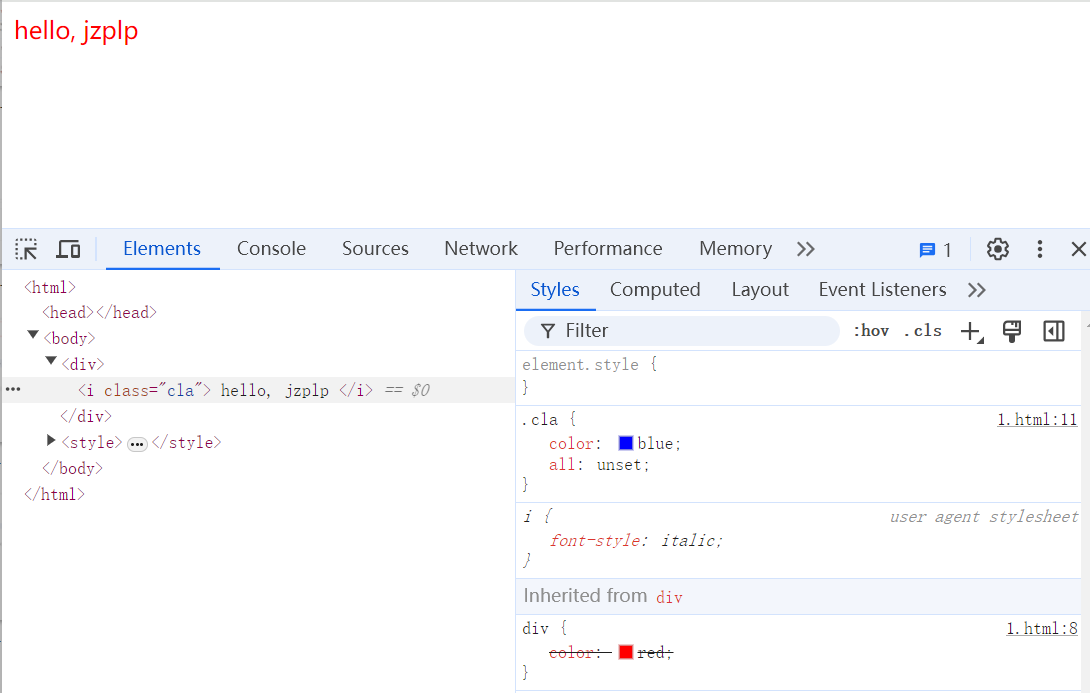 hello, jzplp
Elements Console Sources Network Performance Memory 1
<html>
<head></head>
<body>
<div>
<i class="cla"> hello, jzplp </i> == $0
</div>
<style>…</style>
</body>
</html>
Styles Computed Layout Event Listeners
Filter :hov .cls
element.style {
}
.cla { 1.html:11
color: blue;
all: unset;
}
i { user agent stylesheet
font-style: italic;
}
Inherited from div
div { 1.html:8
color: red;
}